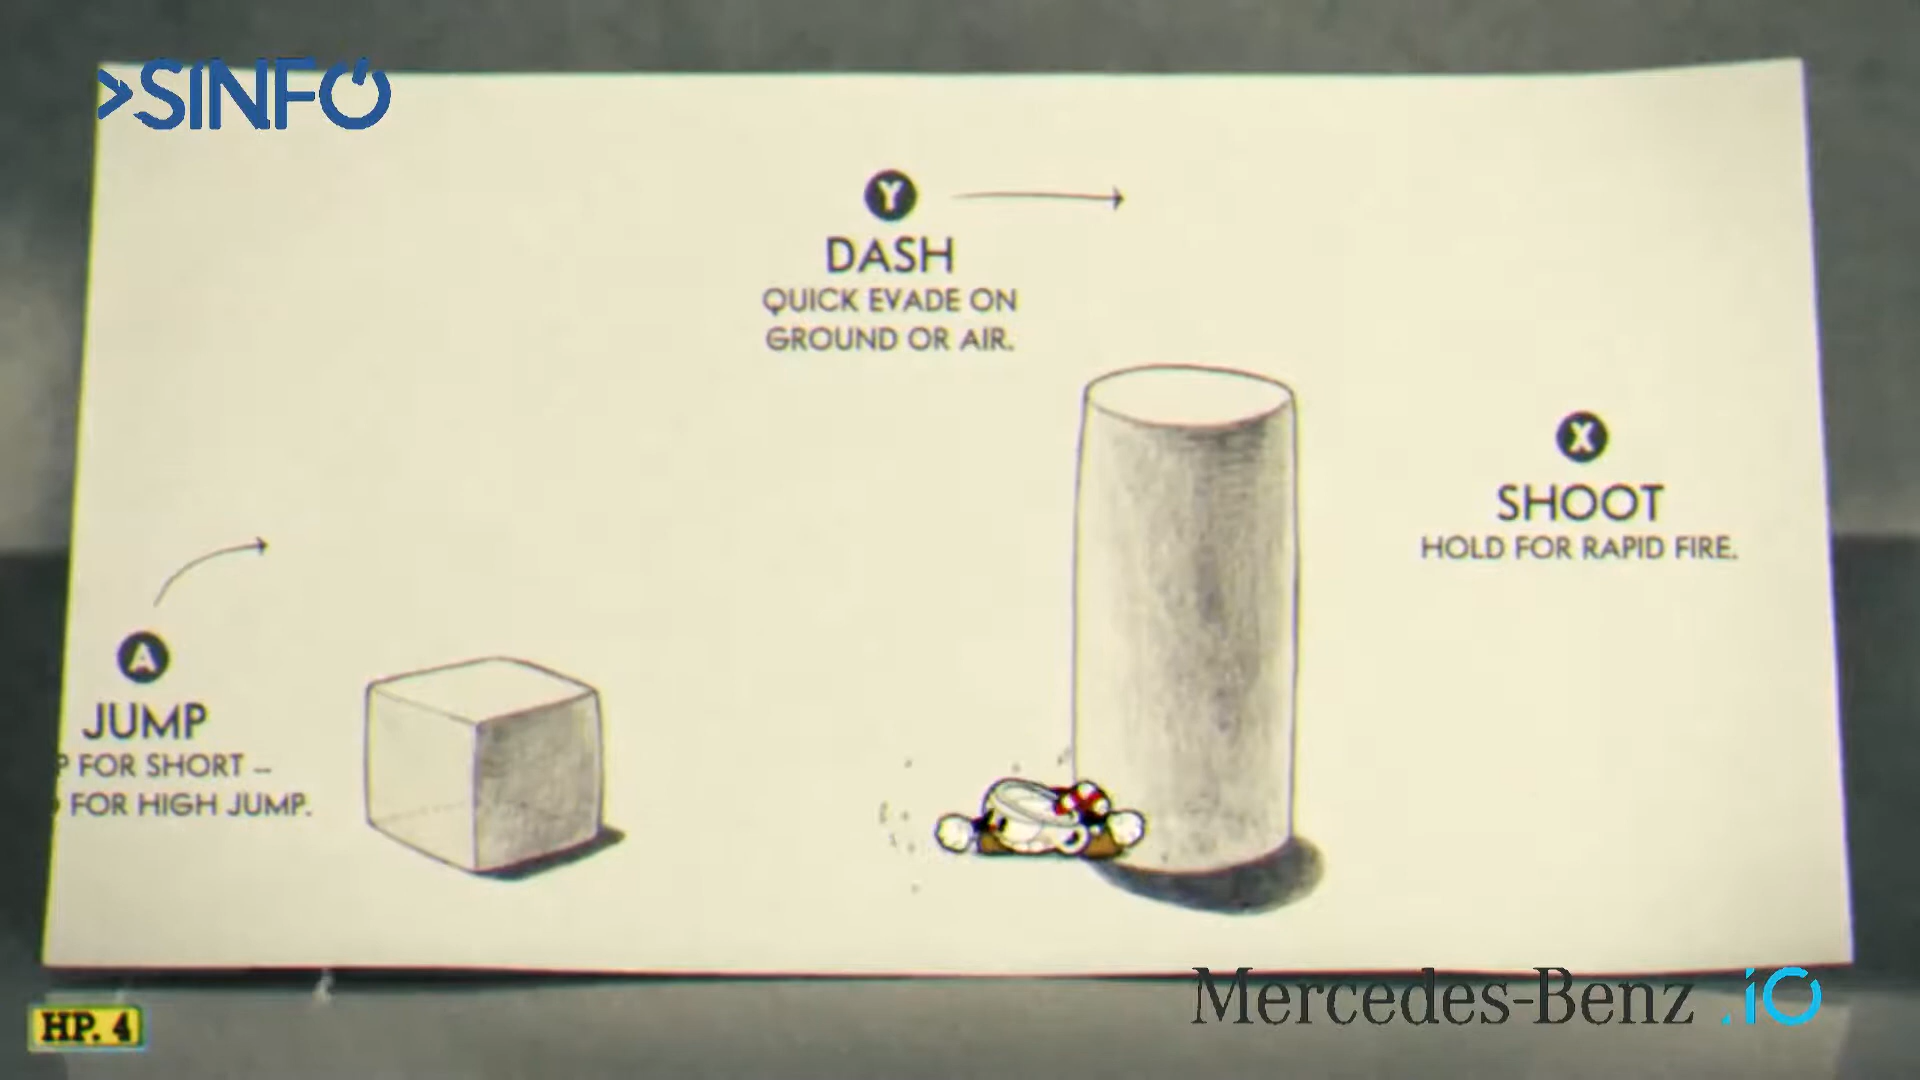 >SINFO
Y
DASH
QUICK EVADE ON
GROUND OR AIR.
X
SHOOT
HOLD FOR RAPID FIRE.
A
JUMP
P FOR SHORT –
FOR HIGH JUMP.
HP. 4
Mercedes-Benz .io